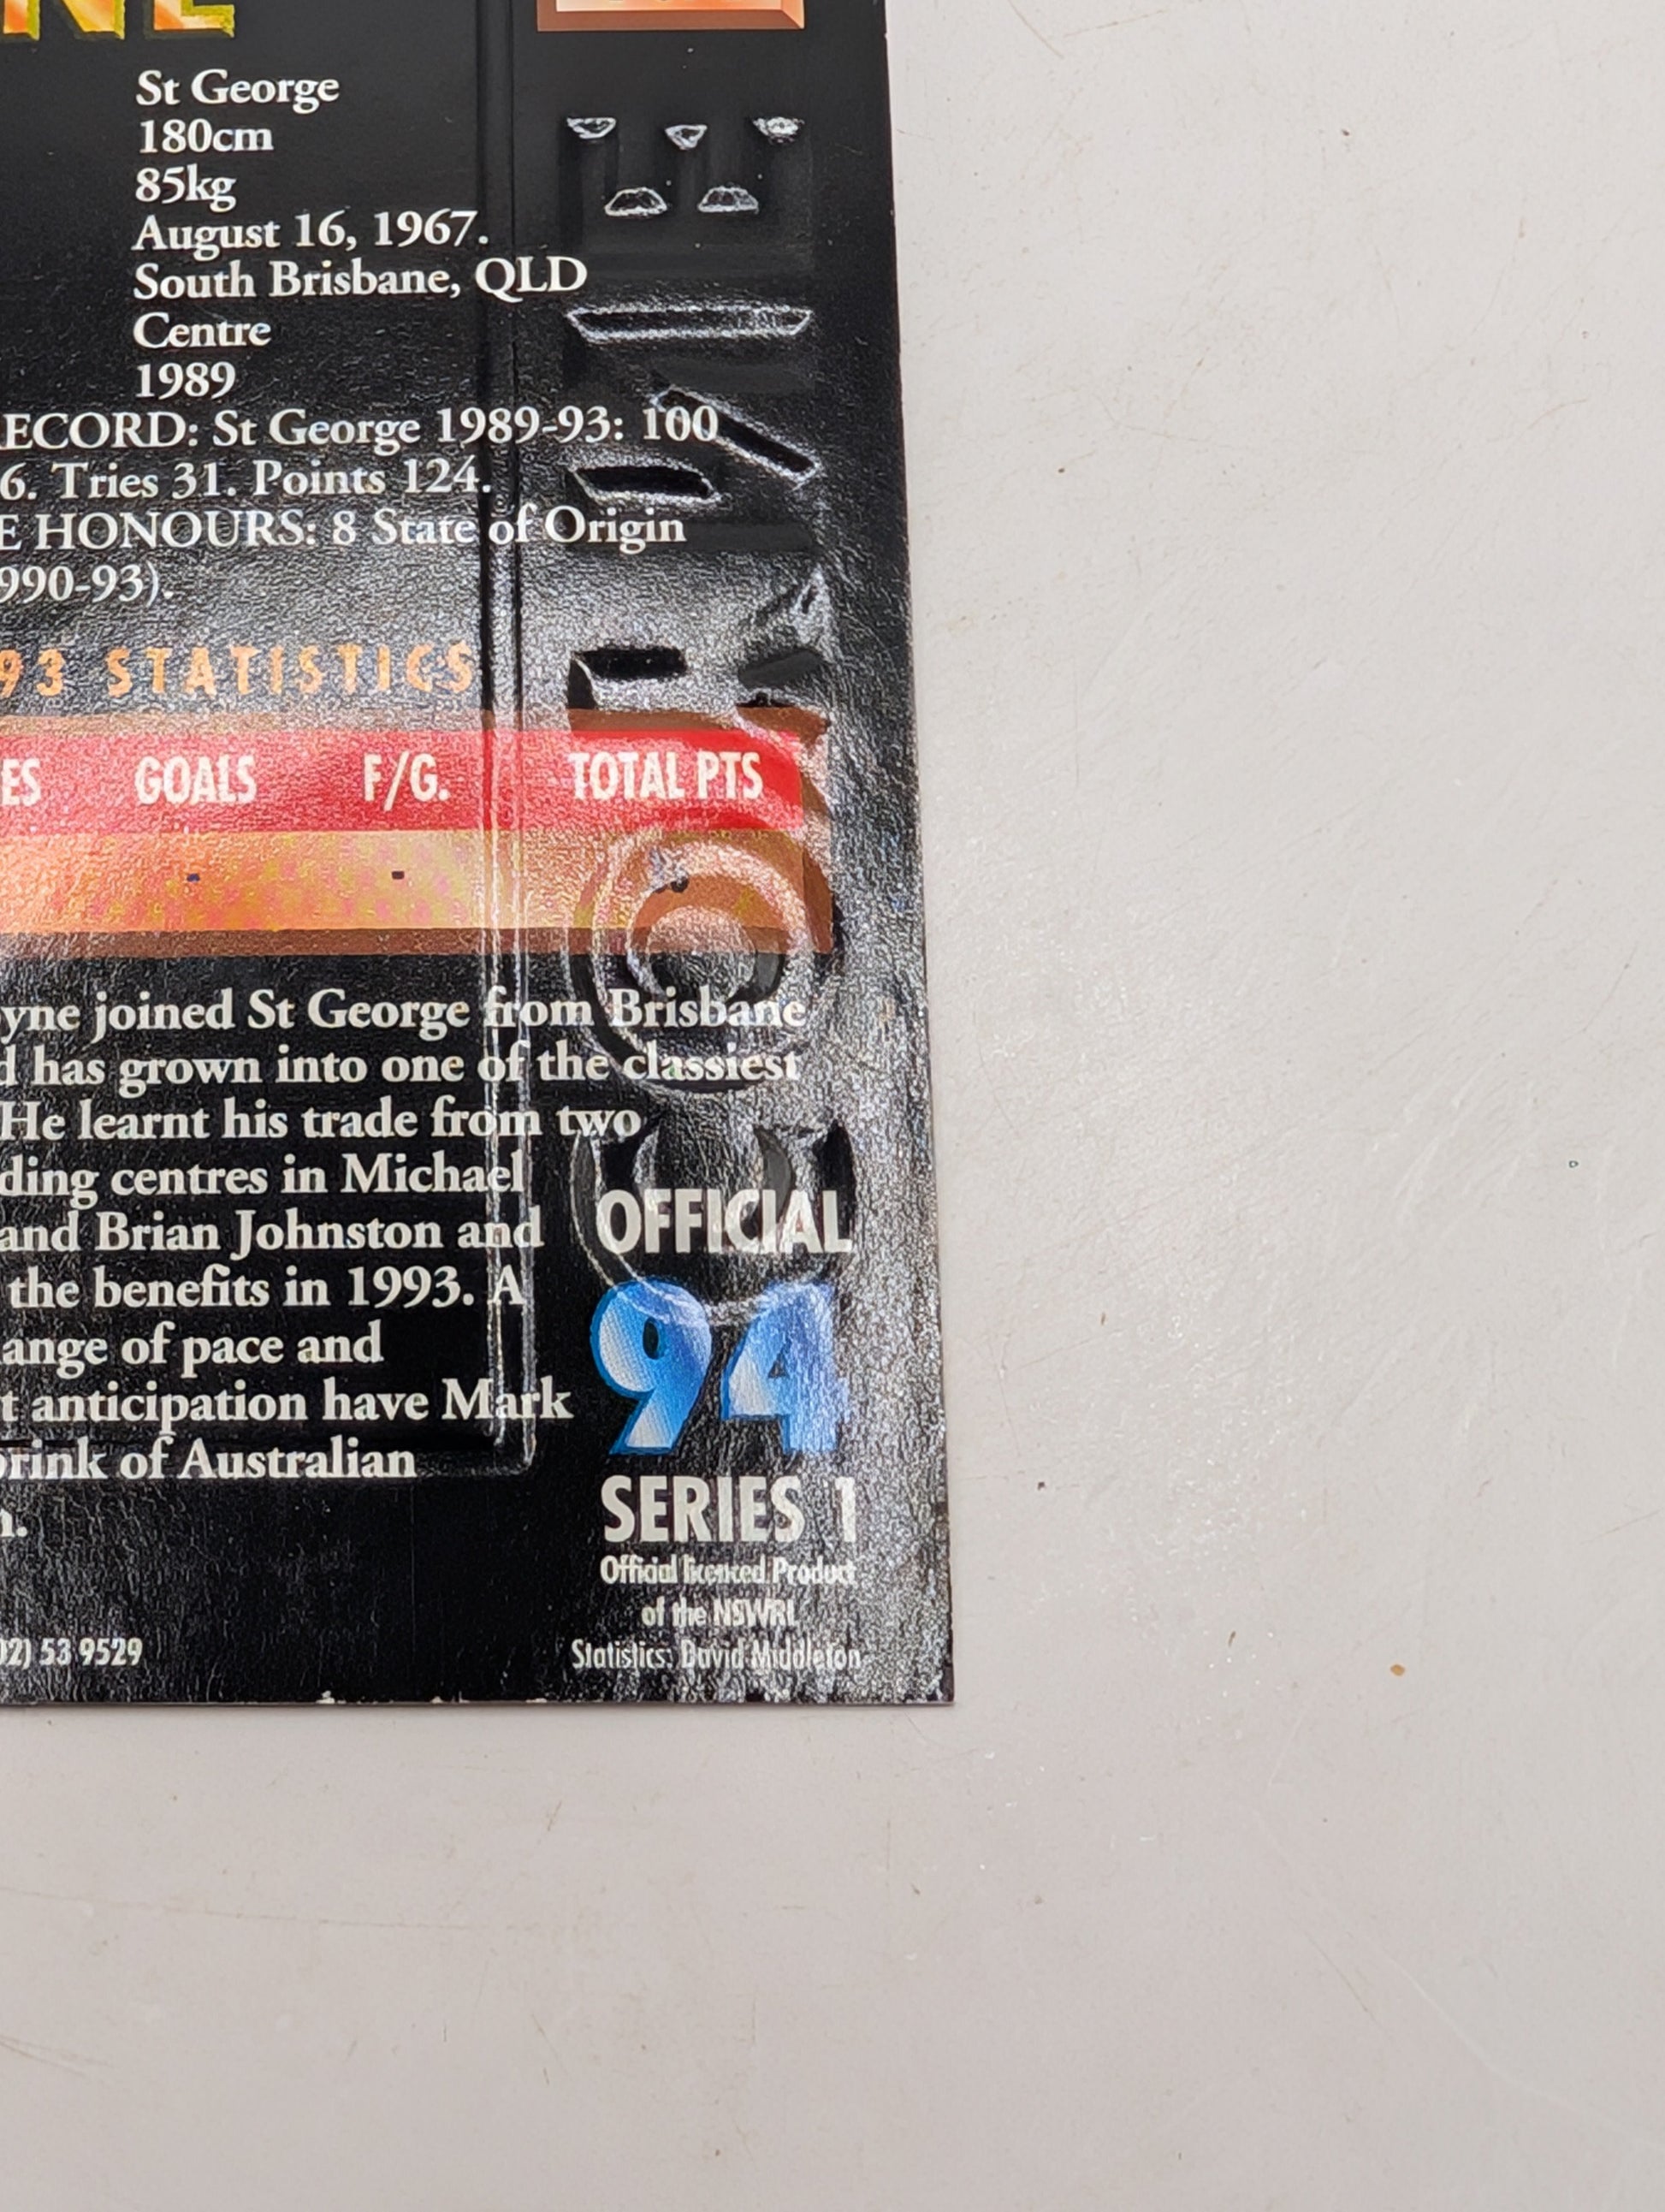 NE
St George
180cm
85kg
August 16, 1967.
South Brisbane, QLD
Centre
1989
ECORD: St George 1989-93: 100
6. Tries 31. Points 124.
E HONOURS: 8 State of Origin
990-93).
93 STATISTICS
ES GOALS F/G. TOTAL PTS
- -
yne joined St George from Brisbane
d has grown into one of the classiest
He learnt his trade from two
ding centres in Michael
and Brian Johnston and
the benefits in 1993. A
ange of pace and
t anticipation have Mark
brink of Australian
n.
OFFICIAL
94
SERIES 1
Official licenced Product
of the NSWRL
Statistics: David Middleton
02) 53 9529